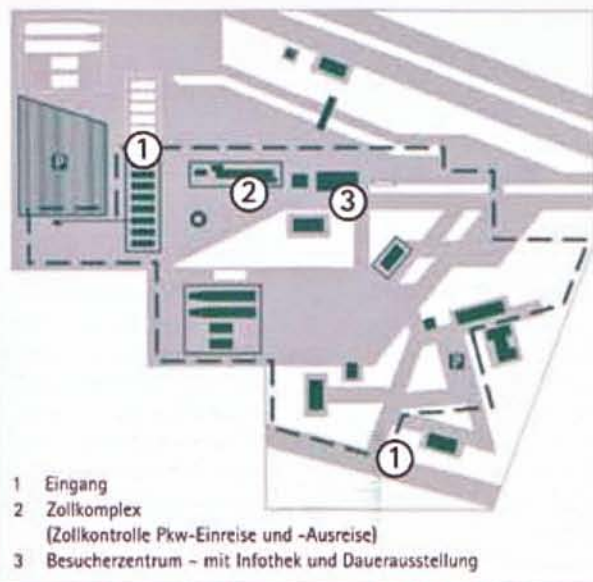 P
1
2
3
P
1
1 Eingang
2 Zollkomplex
(Zollkontrolle Pkw-Einreise und -Ausreise)
3 Besucherzentrum – mit Infothek und Dauerausstellung